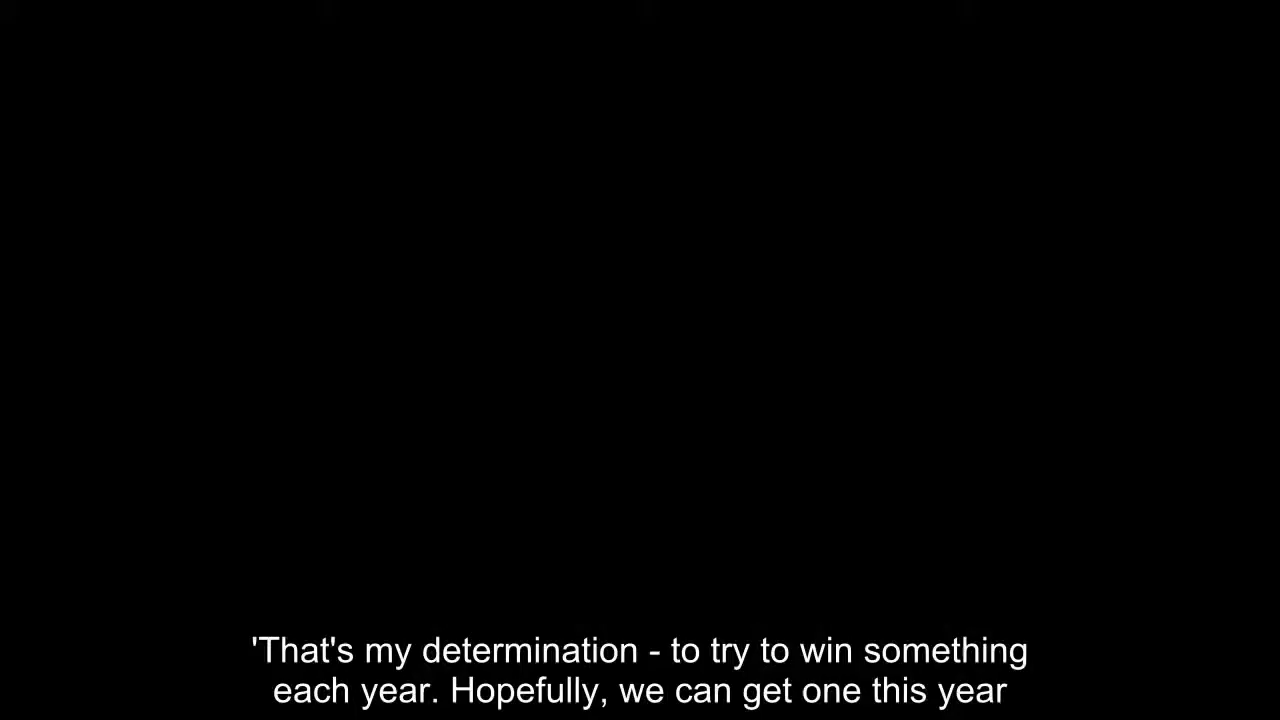 'That's my determination - to try to win something
each year. Hopefully, we can get one this year